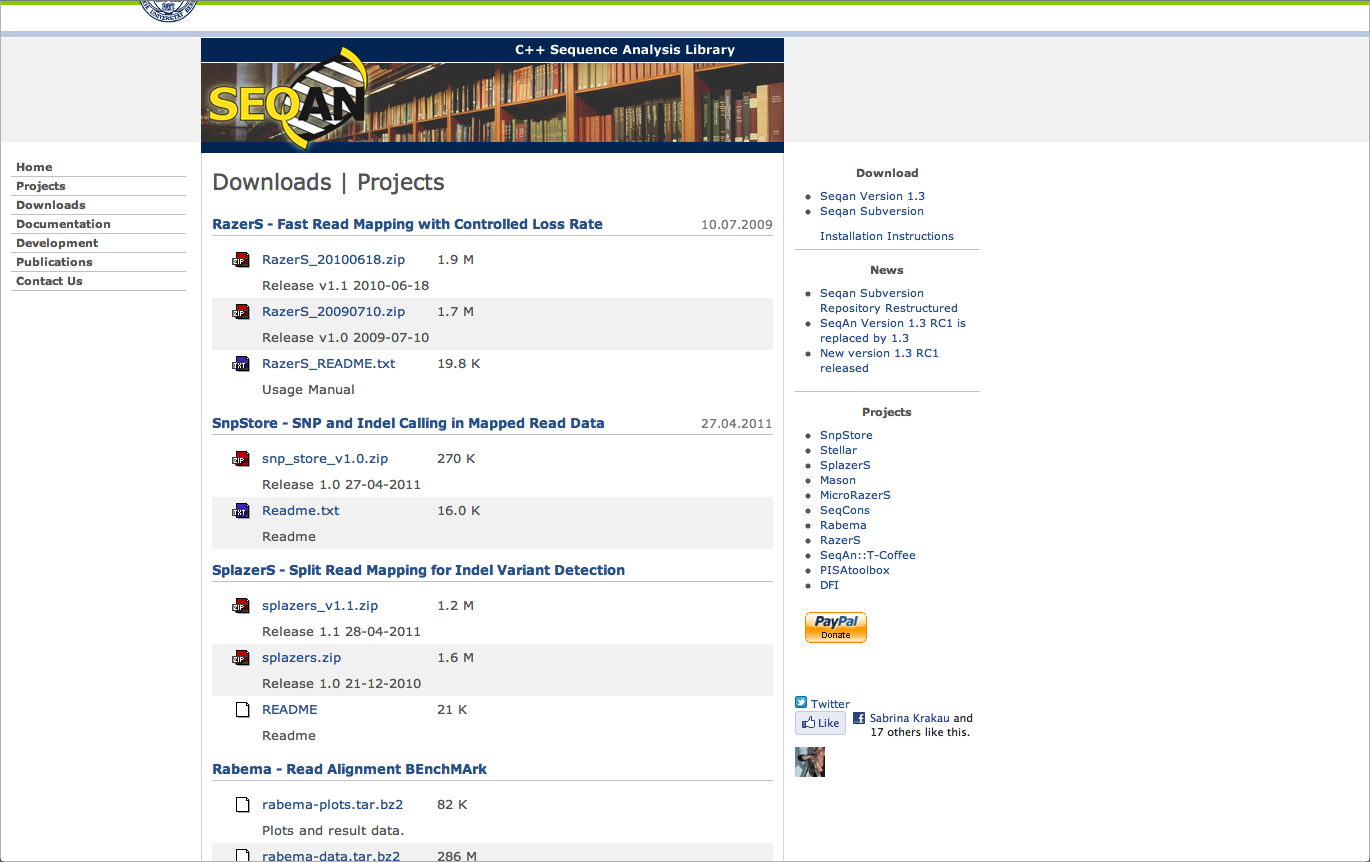 C++ Sequence Analysis Library
SEQAN
Home
Projects
Downloads
Documentation
Development
Publications
Contact Us
Downloads | Projects
RazerS - Fast Read Mapping with Controlled Loss Rate 10.07.2009
ZIP RazerS_20100618.zip 1.9 M
Release v1.1 2010-06-18
ZIP RazerS_20090710.zip 1.7 M
Release v1.0 2009-07-10
TXT RazerS_README.txt 19.8 K
Usage Manual
SnpStore - SNP and Indel Calling in Mapped Read Data 27.04.2011
ZIP snp_store_v1.0.zip 270 K
Release 1.0 27-04-2011
TXT Readme.txt 16.0 K
Readme
SplazerS - Split Read Mapping for Indel Variant Detection
ZIP splazers_v1.1.zip 1.2 M
Release 1.1 28-04-2011
ZIP splazers.zip 1.6 M
Release 1.0 21-12-2010
README 21 K
Readme
Rabema - Read Alignment BEnchMArk
rabema-plots.tar.bz2 82 K
Plots and result data.
rabema-data.tar.bz2 286 M
Download
Seqan Version 1.3
Seqan Subversion
Installation Instructions
News
Seqan Subversion
Repository Restructured
SeqAn Version 1.3 RC1 is
replaced by 1.3
New version 1.3 RC1
released
Projects
SnpStore
Stellar
SplazerS
Mason
MicroRazerS
SeqCons
Rabema
RazerS
SeqAn::T-Coffee
PISAtoolbox
DFI
PayPal
Donate
Twitter
Like
Sabrina Krakau and
17 others like this.